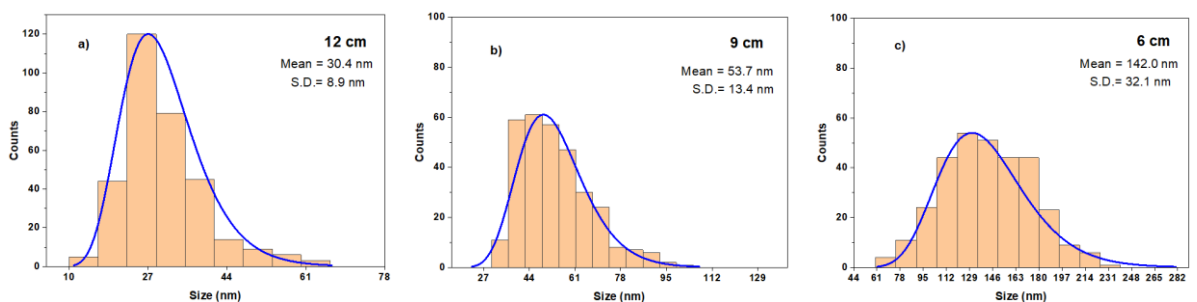 a)
12 cm
Mean = 30.4 nm
S.D.= 8.9 nm
Counts
120
100
80
60
40
20
0
10 27 44 61 78
Size (nm)
b)
9 cm
Mean = 53.7 nm
S.D.= 13.4 nm
Counts
100
80
60
40
20
0
27 44 61 78 95 112 129
Size (nm)
c)
6 cm
Mean = 142.0 nm
S.D.= 32.1 nm
Counts
100
80
60
40
20
0
44 61 78 95 112 129 146 163 180 197 214 231 248 265 282
Size (nm)